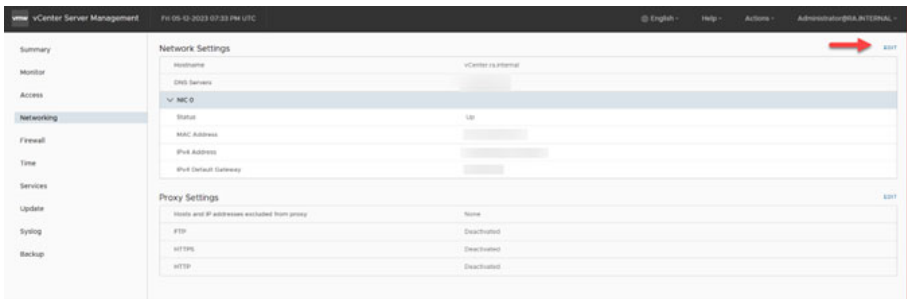 vmw vCenter Server Management Fri 05-12-2023 07:33 PM UTC English Help Actions Administrator@RA.INTERNAL
Summary
Monitor
Access
Networking
Firewall
Time
Services
Update
Syslog
Backup
Network Settings EDIT
Hostname vCenter.ra.internal
DNS Servers
NIC 0
Status Up
MAC Address
IPv4 Address
IPv4 Default Gateway
Proxy Settings EDIT
Hosts and IP addresses excluded from proxy None
FTP Deactivated
HTTPS Deactivated
HTTP Deactivated